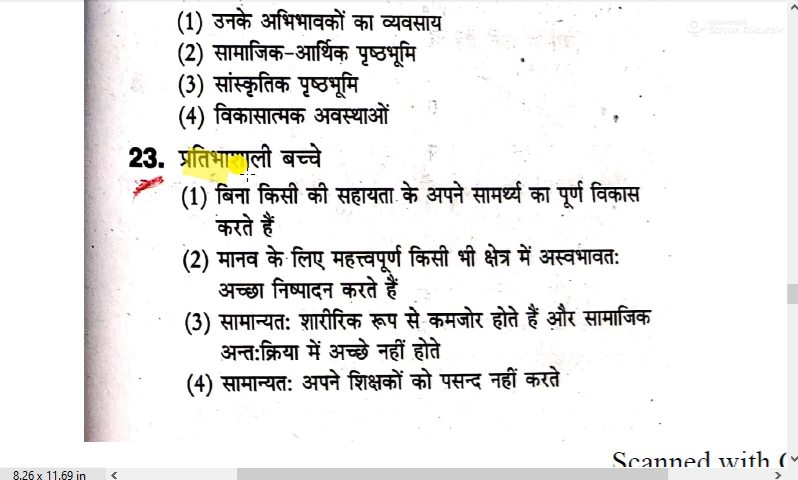 (1) उनके अभिभावकों का व्यवसाय
(2) सामाजिक-आर्थिक पृष्ठभूमि
(3) सांस्कृतिक पृष्ठभूमि
(4) विकासात्मक अवस्थाओं
23. प्रतिभाशाली बच्चे
(1) बिना किसी की सहायता के अपने सामर्थ्य का पूर्ण विकास
करते हैं
(2) मानव के लिए महत्त्वपूर्ण किसी भी क्षेत्र में अस्वभावतः
अच्छा निष्पादन करते हैं
(3) सामान्यतः शारीरिक रूप से कमजोर होते हैं और सामाजिक
अन्तःक्रिया में अच्छे नहीं होते
(4) सामान्यतः अपने शिक्षकों को पसन्द नहीं करते
Scanned with
8.26 x 11.69 in